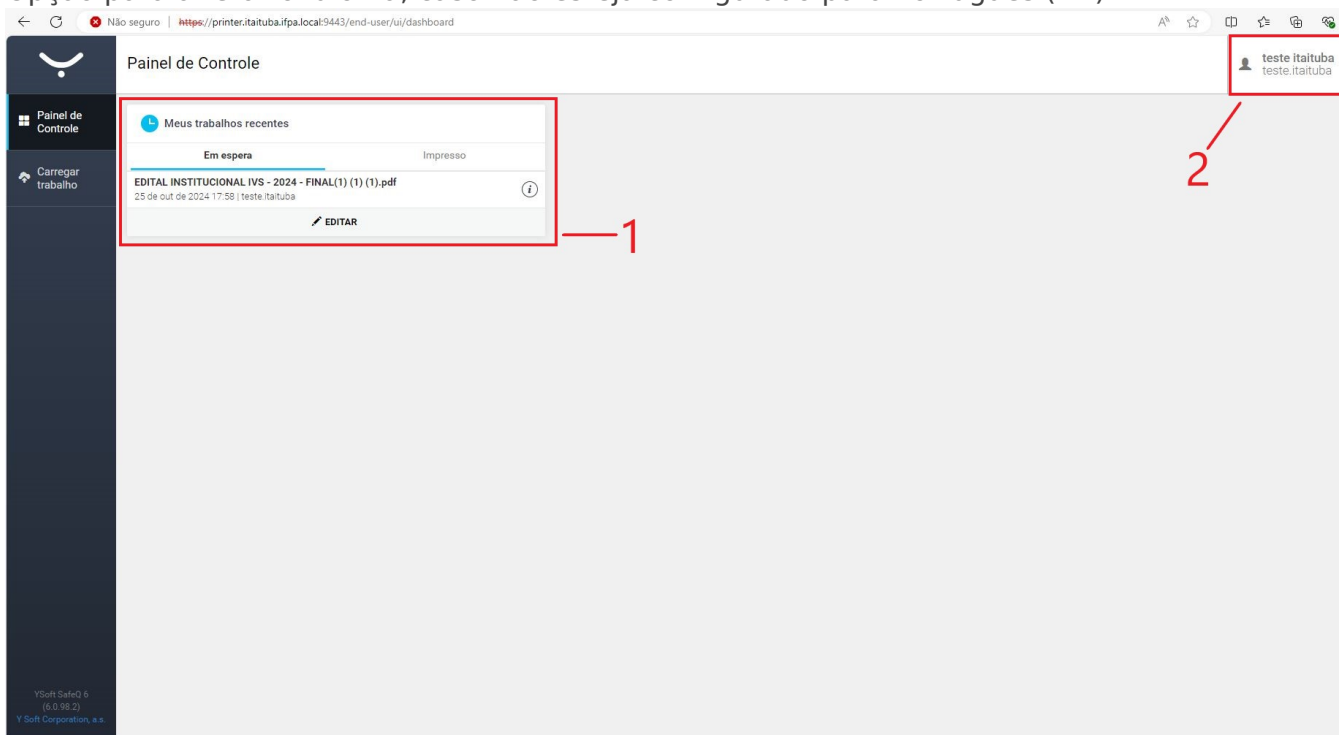 Não seguro | https://printer.itaituba.ifpa.local:9443/end-user/ui/dashboard
Painel de Controle
teste itaituba
teste.itaituba
Painel de
Controle
Carregar
trabalho
Meus trabalhos recentes
Em espera Impresso
EDITAL INSTITUCIONAL IVS - 2024 - FINAL(1) (1) (1).pdf
25 de out de 2024 17:58 | teste.itaituba
EDITAR
1
2
YSoft SafeQ 6
(6.0.98.2)
Y Soft Corporation, a.s.